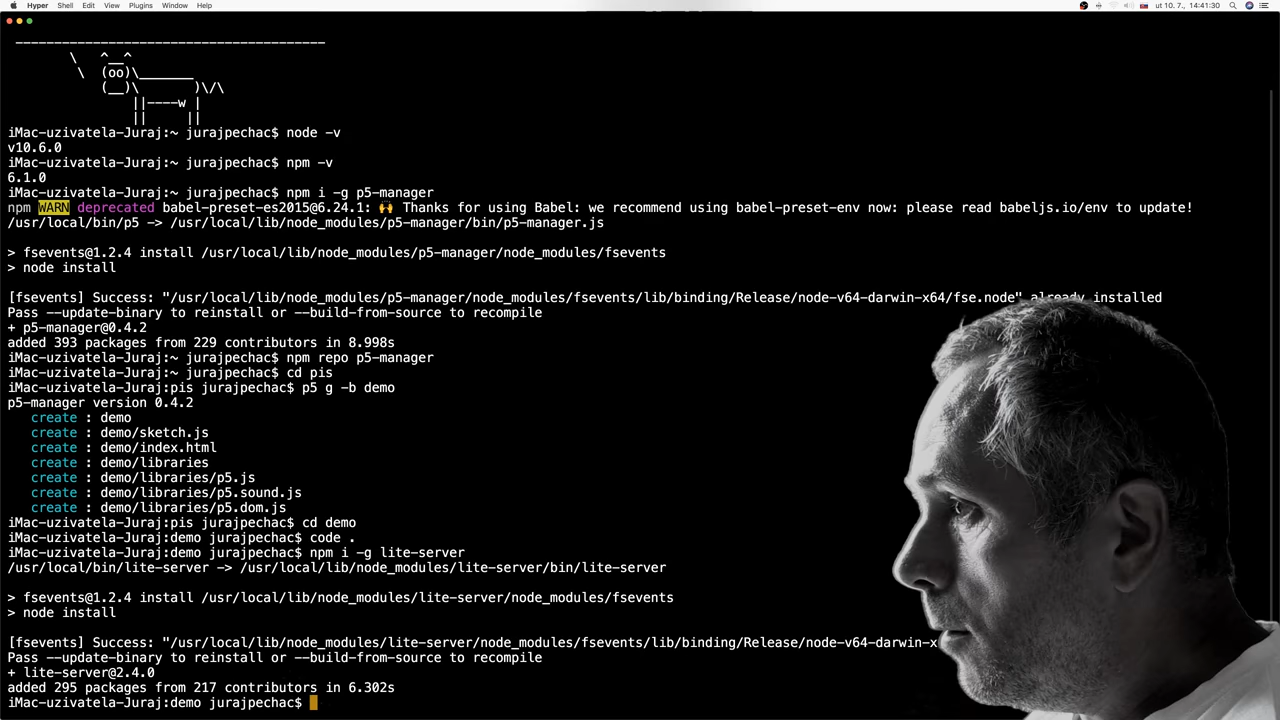 Hyper Shell Edit View Plugins Window Help ut 10. 7., 14:41:30
________________________________________
\ ^__^
\ (oo)\_______
(__)\ )\/\
||----w |
|| ||
iMac-uzivatela-Juraj:~ jurajpechac$ node -v
v10.6.0
iMac-uzivatela-Juraj:~ jurajpechac$ npm -v
6.1.0
iMac-uzivatela-Juraj:~ jurajpechac$ npm i -g p5-manager
npm WARN deprecated babel-preset-es2015@6.24.1: 🙌 Thanks for using Babel: we recommend using babel-preset-env now: please read babeljs.io/env to update!
/usr/local/bin/p5 -> /usr/local/lib/node_modules/p5-manager/bin/p5-manager.js
> fsevents@1.2.4 install /usr/local/lib/node_modules/p5-manager/node_modules/fsevents
> node install
[fsevents] Success: "/usr/local/lib/node_modules/p5-manager/node_modules/fsevents/lib/binding/Release/node-v64-darwin-x64/fse.node" already installed
Pass --update-binary to reinstall or --build-from-source to recompile
+ p5-manager@0.4.2
added 393 packages from 229 contributors in 8.998s
iMac-uzivatela-Juraj:~ jurajpechac$ npm repo p5-manager
iMac-uzivatela-Juraj:~ jurajpechac$ cd pis
iMac-uzivatela-Juraj:pis jurajpechac$ p5 g -b demo
p5-manager version 0.4.2
create : demo
create : demo/sketch.js
create : demo/index.html
create : demo/libraries
create : demo/libraries/p5.js
create : demo/libraries/p5.sound.js
create : demo/libraries/p5.dom.js
iMac-uzivatela-Juraj:pis jurajpechac$ cd demo
iMac-uzivatela-Juraj:demo jurajpechac$ code .
iMac-uzivatela-Juraj:demo jurajpechac$ npm i -g lite-server
/usr/local/bin/lite-server -> /usr/local/lib/node_modules/lite-server/bin/lite-server
> fsevents@1.2.4 install /usr/local/lib/node_modules/lite-server/node_modules/fsevents
> node install
[fsevents] Success: "/usr/local/lib/node_modules/lite-server/node_modules/fsevents/lib/binding/Release/node-v64-darwin-x
Pass --update-binary to reinstall or --build-from-source to recompile
+ lite-server@2.4.0
added 295 packages from 217 contributors in 6.302s
iMac-uzivatela-Juraj:demo jurajpechac$